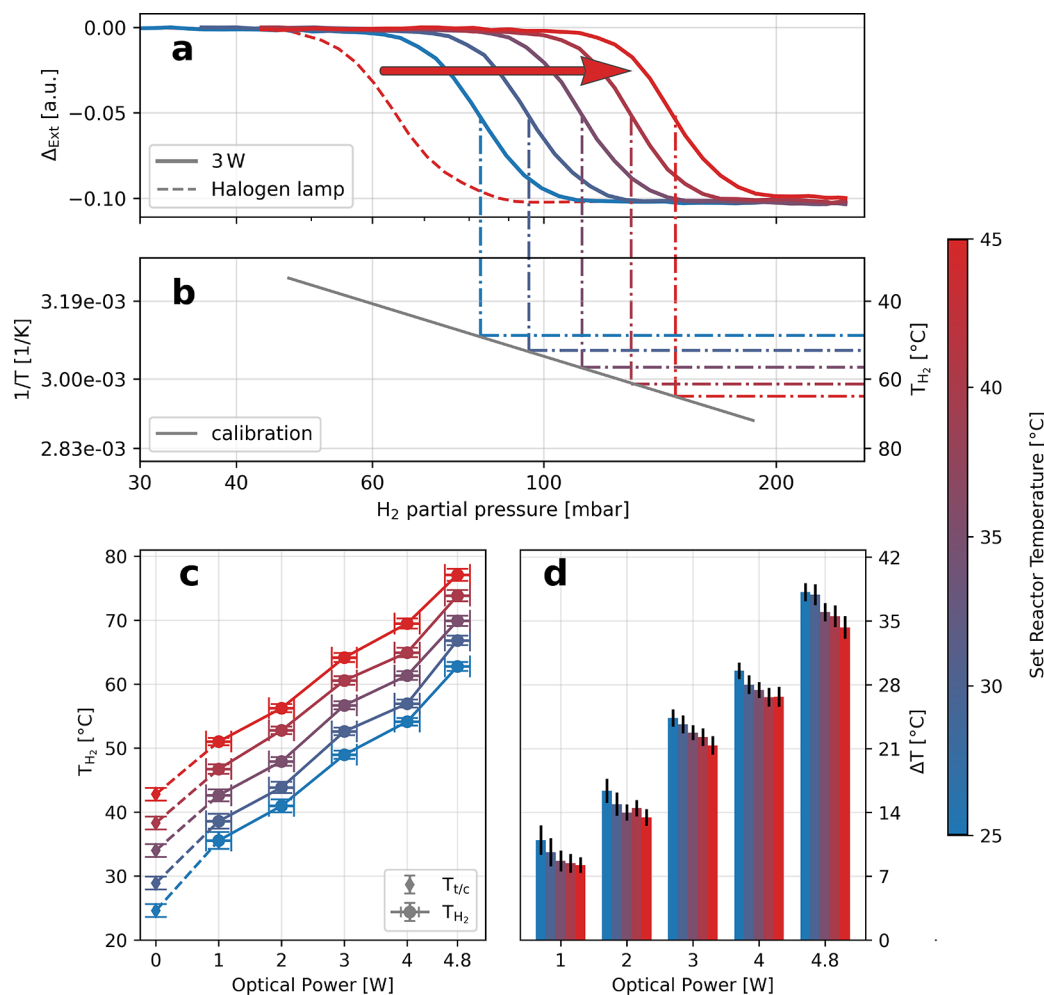 a
0.00
−0.05
−0.10
Δ_Ext [a.u.]
3 W
Halogen lamp
b
3.19e-03
3.00e-03
2.83e-03
1/T [1/K]
40
60
80
T_H₂ [°C]
calibration
30 40 60 100 200
H₂ partial pressure [mbar]
45
40
35
30
25
Set Reactor Temperature [°C]
c
80
70
60
50
40
30
20
T_H₂ [°C]
T_t/c
T_H₂
0 1 2 3 4 4.8
Optical Power [W]
d
42
35
28
21
14
7
0
ΔT [°C]
1 2 3 4 4.8
Optical Power [W]